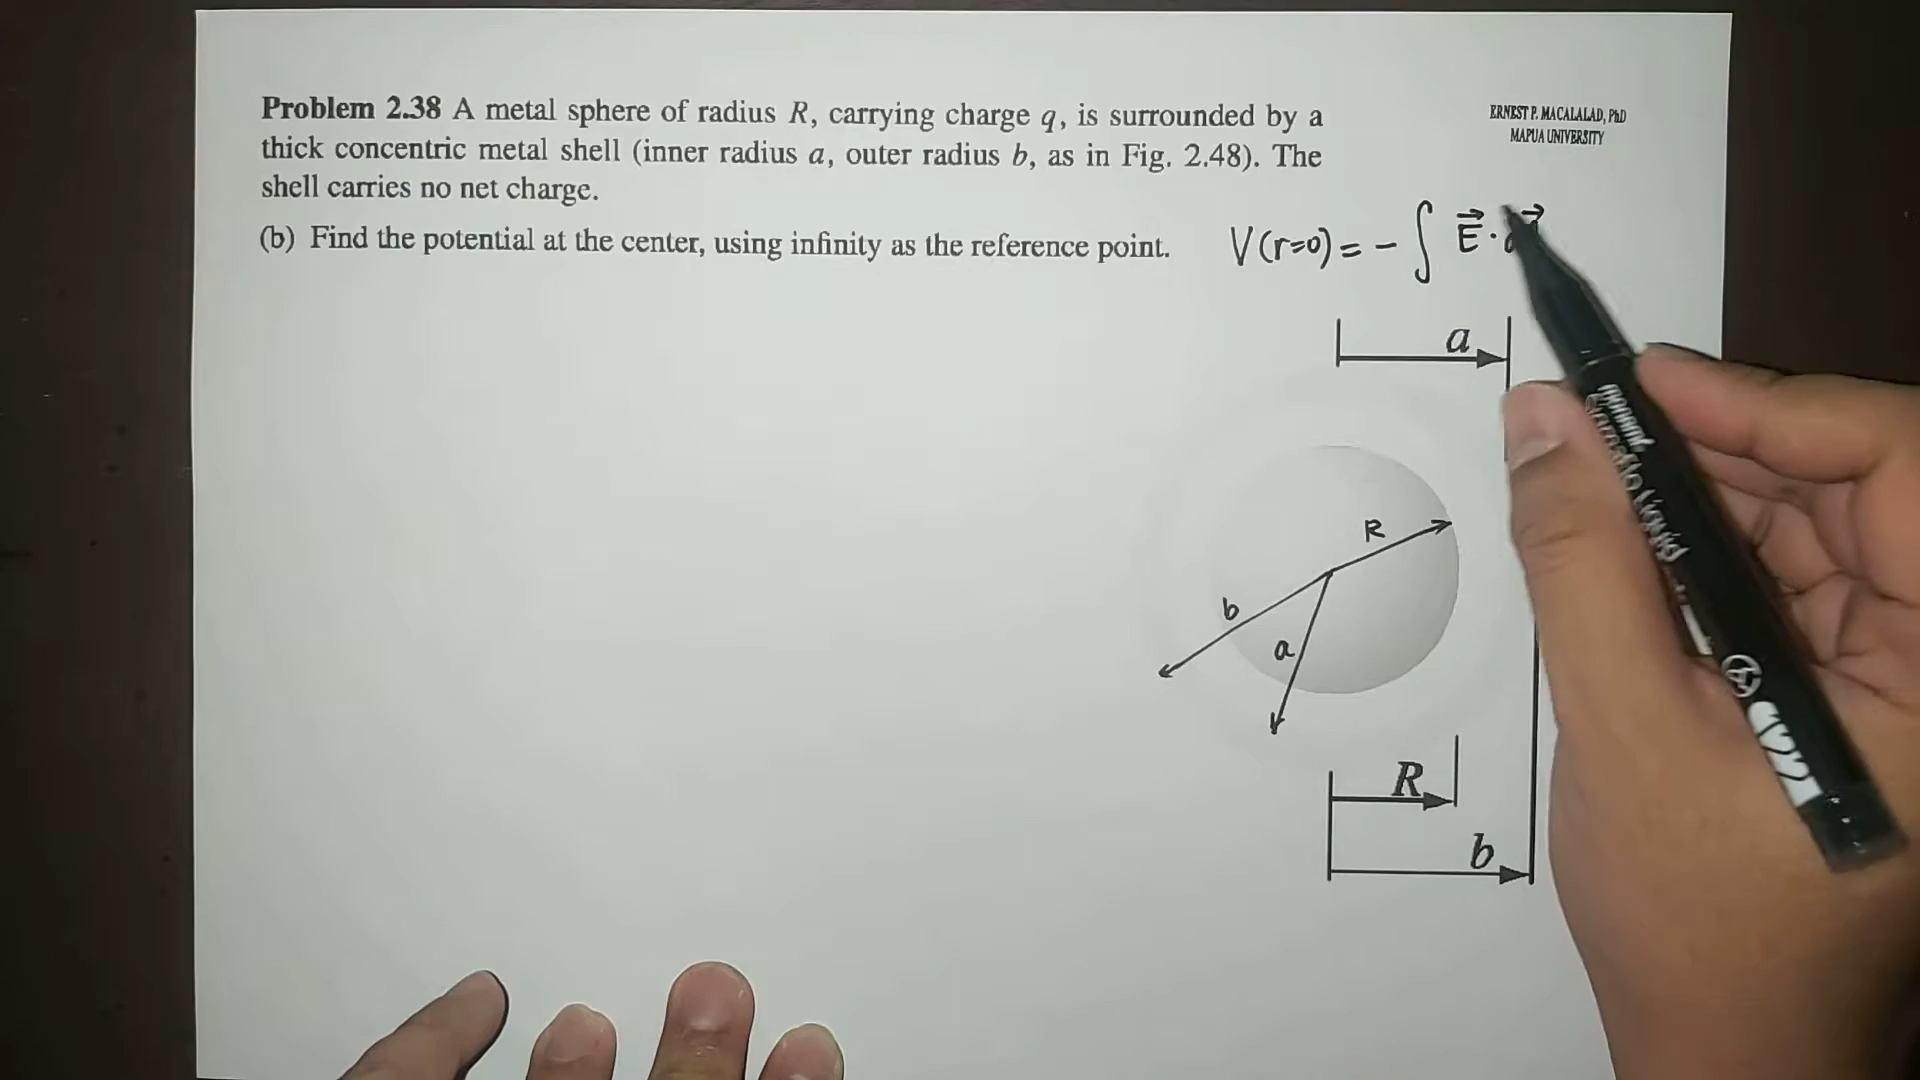 Problem 2.38 A metal sphere of radius R, carrying charge q, is surrounded by a
thick concentric metal shell (inner radius a, outer radius b, as in Fig. 2.48). The
shell carries no net charge.
(b) Find the potential at the center, using infinity as the reference point.
ERNEST P. MACALALAD, PhD
MAPUA UNIVERSITY
V(r=0) = - ∫ E⃗ ·
a
R
b
a
R
b